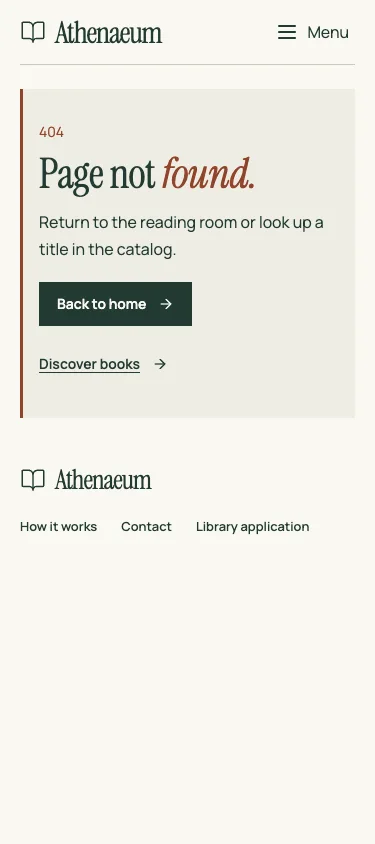 Athenaeum
Menu
404
Page not found.
Return to the reading room or look up a
title in the catalog.
Back to home
Discover books
Athenaeum
How it works
Contact
Library application